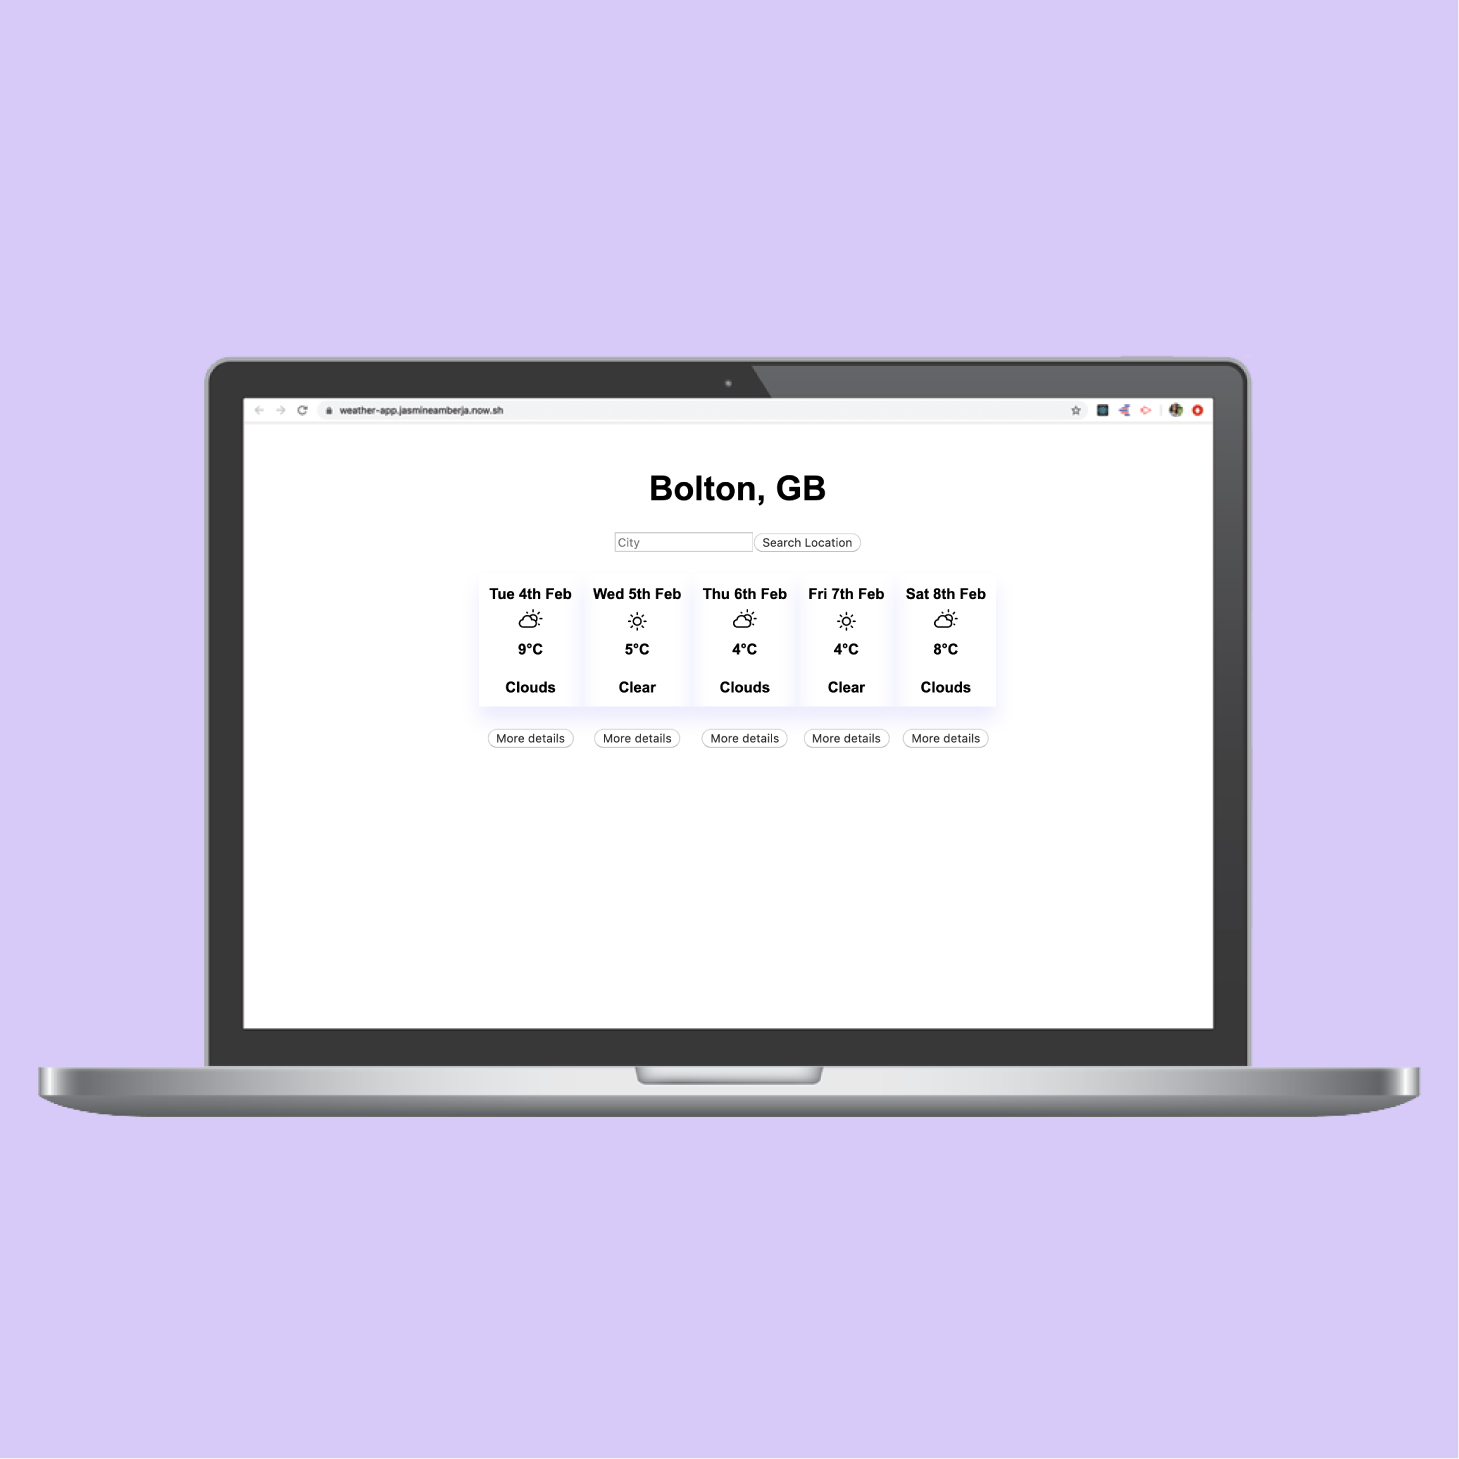 weather-app.jasmineamberja.now.sh
Bolton, GB
City Search Location
Tue 4th Feb Wed 5th Feb Thu 6th Feb Fri 7th Feb Sat 8th Feb
9°C 5°C 4°C 4°C 8°C
Clouds Clear Clouds Clear Clouds
More details More details More details More details More details